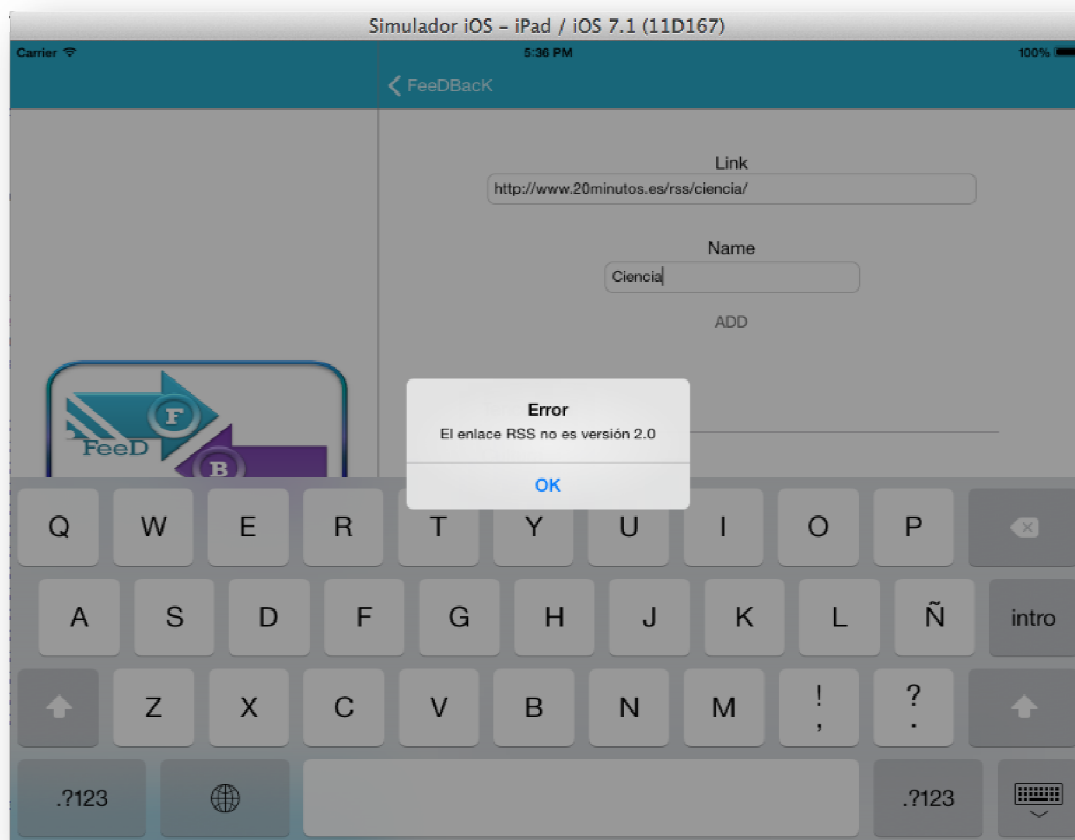 Simulador iOS – iPad / iOS 7.1 (11D167)
Carrier 5:36 PM 100%
FeeDBacK
Link
http://www.20minutos.es/rss/ciencia/
Name
Ciencia
ADD
F
FeeD
B
Error
El enlace RSS no es versión 2.0
OK
Q W E R T Y U I O P
A S D F G H J K L Ñ intro
Z X C V B N M ! , ? .
.?123 .?123